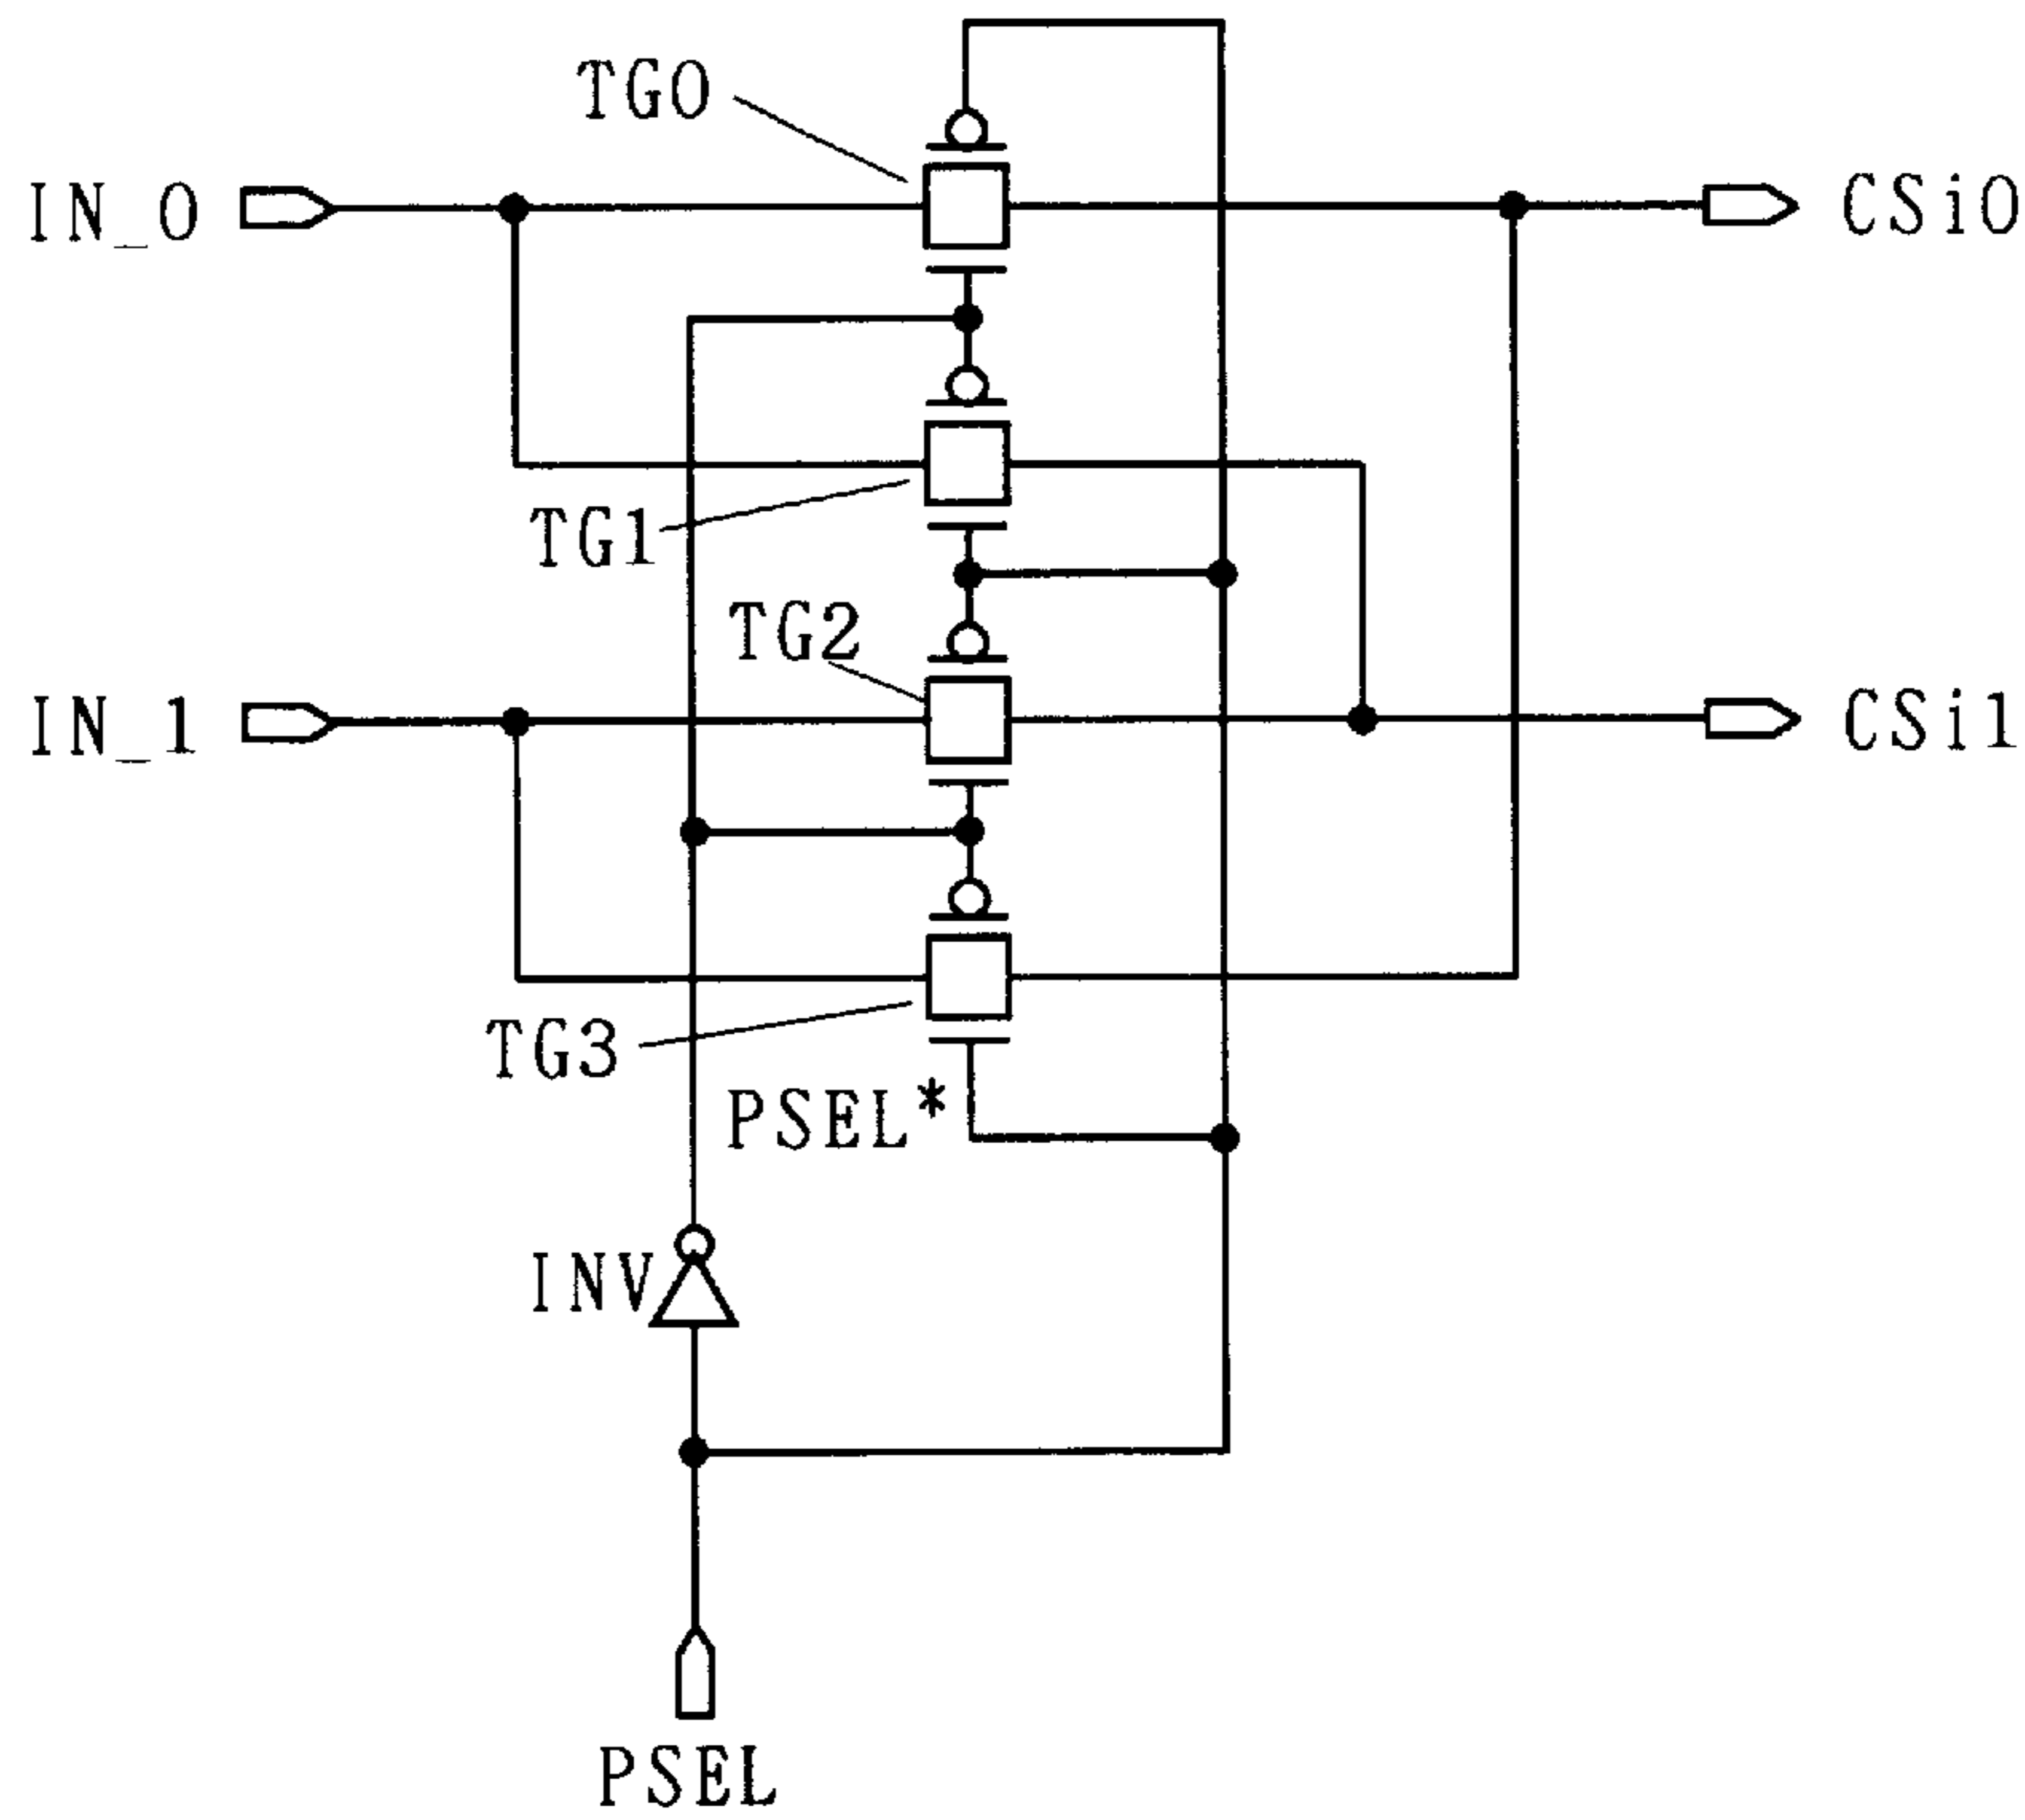 TG0
IN_0
CSi0
TG1
TG2
IN_1
CSi1
TG3
PSEL*
INV
PSEL